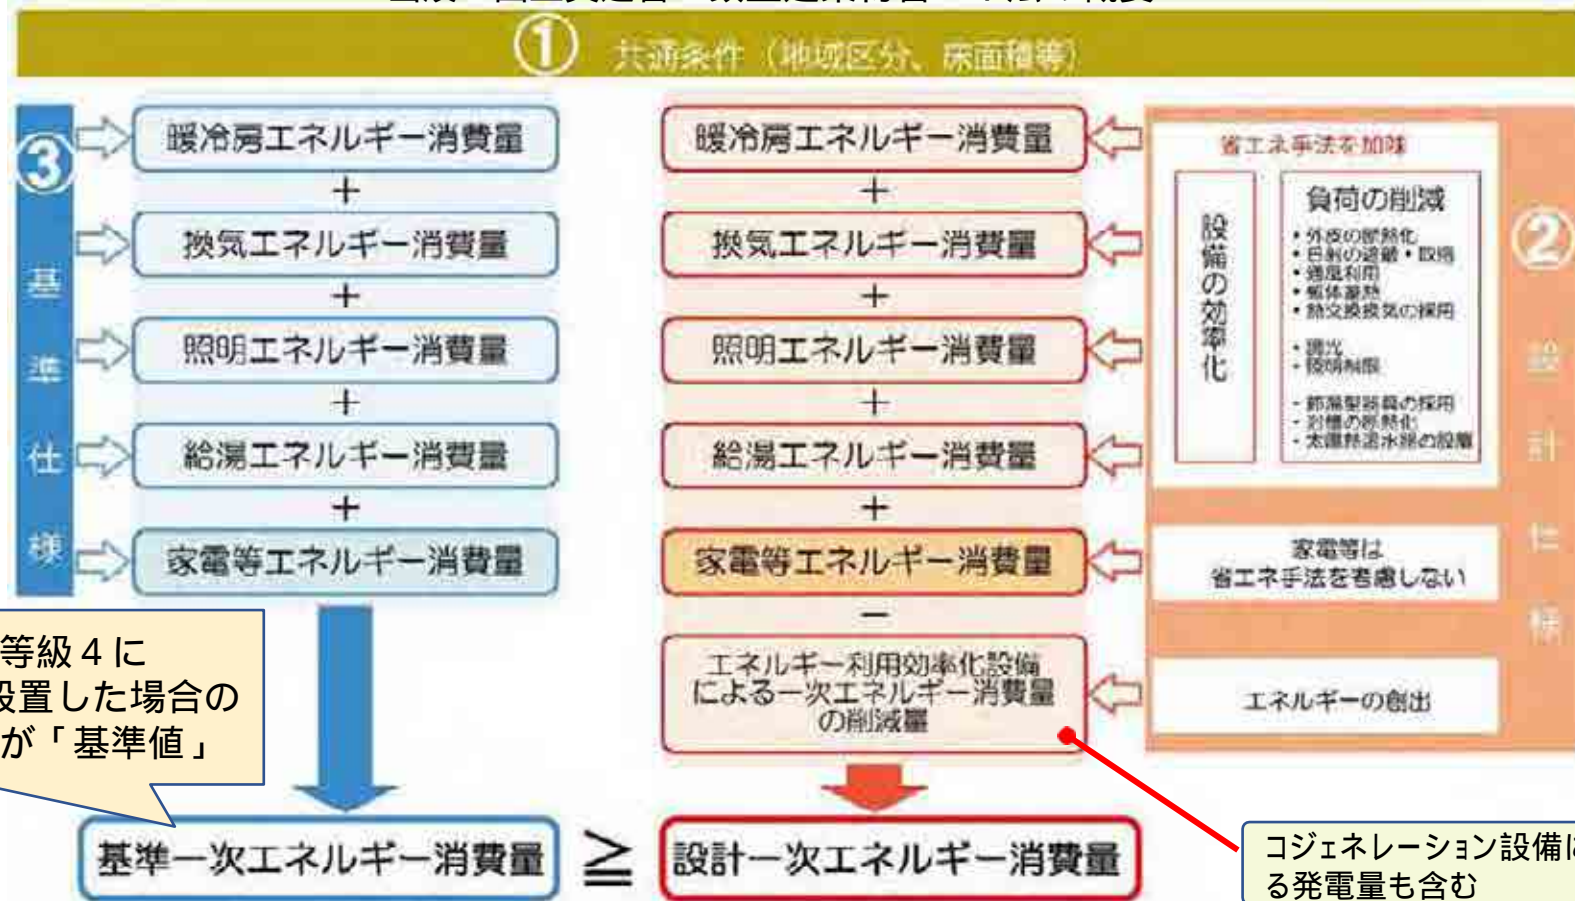 ① 共通条件（地域区分、床面積等）
③
基準仕様
暖冷房エネルギー消費量
＋
換気エネルギー消費量
＋
照明エネルギー消費量
＋
給湯エネルギー消費量
＋
家電等エネルギー消費量
等級４に
設置した場合の
が「基準値」
基準一次エネルギー消費量
≧
暖冷房エネルギー消費量
＋
換気エネルギー消費量
＋
照明エネルギー消費量
＋
給湯エネルギー消費量
＋
家電等エネルギー消費量
－
エネルギー利用効率化設備
による一次エネルギー消費量
の削減量
設計一次エネルギー消費量
省エネ手法を加味
設備の効率化
負荷の削減
・外皮の断熱化
・日射の遮蔽・取得
・通風利用
・躯体蓄熱
・熱交換換気の採用
・調光
・照明制限
・節湯型器具の採用
・浴槽の断熱化
・太陽熱温水器の設置
家電等は
省エネ手法を考慮しない
エネルギーの創出
②
設計仕様
コジェネレーション設備に
る発電量も含む